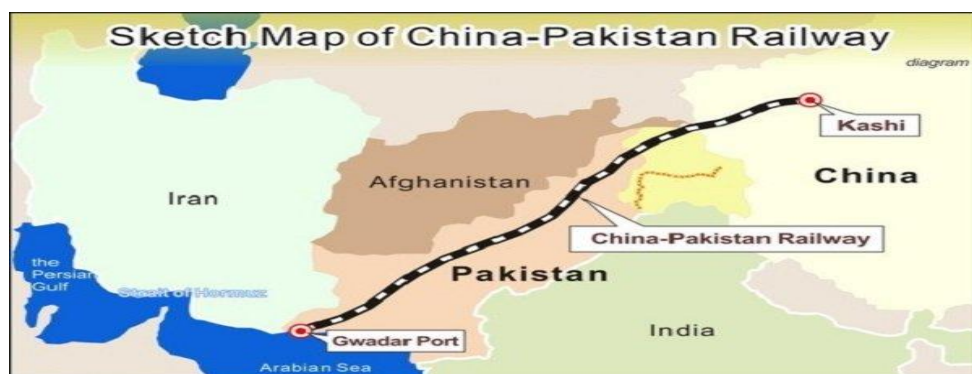 Sketch Map of China-Pakistan Railway
diagram
Kashi
China
Afghanistan
Iran
China-Pakistan Railway
Pakistan
the
Persian
Gulf
Strait of Hormuz
India
Gwadar Port
Arabian Sea